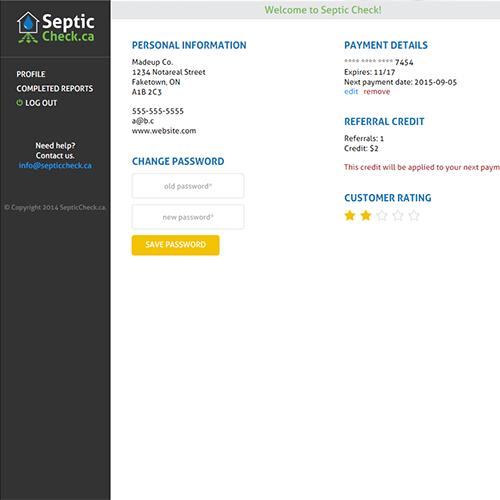 Septic
Check.ca
PROFILE
COMPLETED REPORTS
LOG OUT
Need help?
Contact us.
info@septiccheck.ca
© Copyright 2014 SepticCheck.ca.
Welcome to Septic Check!
PERSONAL INFORMATION
Madeup Co.
1234 Notareal Street
Faketown, ON
A1B 2C3
555-555-5555
a@b.c
www.website.com
CHANGE PASSWORD
old password*
new password*
SAVE PASSWORD
PAYMENT DETAILS
**** **** **** 7454
Expires: 11/17
Next payment date: 2015-09-05
edit remove
REFERRAL CREDIT
Referrals: 1
Credit: $2
This credit will be applied to your next paym
CUSTOMER RATING